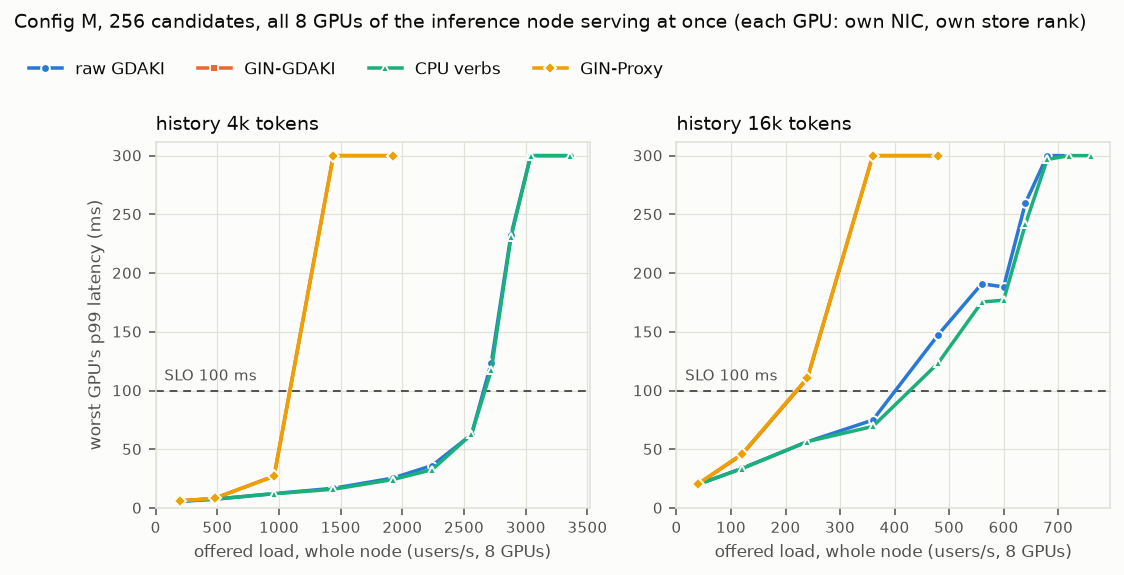 Config M, 256 candidates, all 8 GPUs of the inference node serving at once (each GPU: own NIC, own store rank)
raw GDAKI GIN-GDAKI CPU verbs GIN-Proxy
history 4k tokens
300
250
200
150
100
50
0
worst GPU's p99 latency (ms)
SLO 100 ms
0 500 1000 1500 2000 2500 3000 3500
offered load, whole node (users/s, 8 GPUs)
history 16k tokens
300
250
200
150
100
50
0
SLO 100 ms
0 100 200 300 400 500 600 700
offered load, whole node (users/s, 8 GPUs)